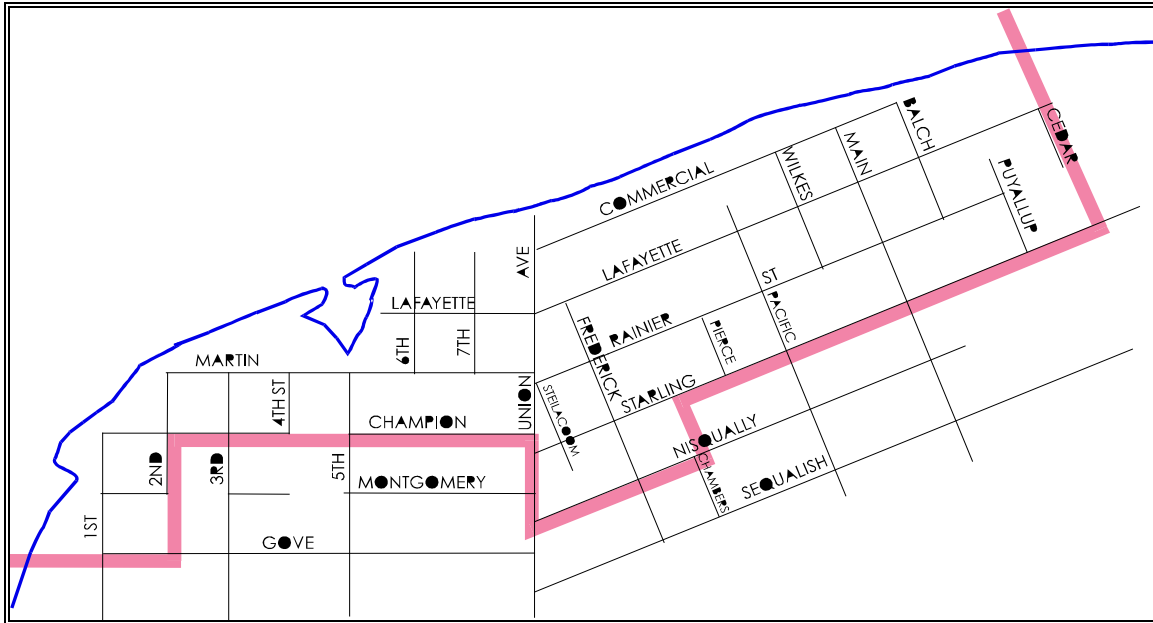 BALCH
CEDAR
MAIN
WILKES
PUYALLUP
COMMERCIAL
LAFAYETTE
AVE
ST
PACIFIC
LAFAYETTE
RAINIER
FREDERICK
PIERCE
6TH
7TH
MARTIN
4TH ST
STEILACOOM
STARLING
UNION
CHAMPION
NISQUALLY
2ND
3RD
5TH
MONTGOMERY
CHAMBERS
SEQUALISH
1ST
GOVE